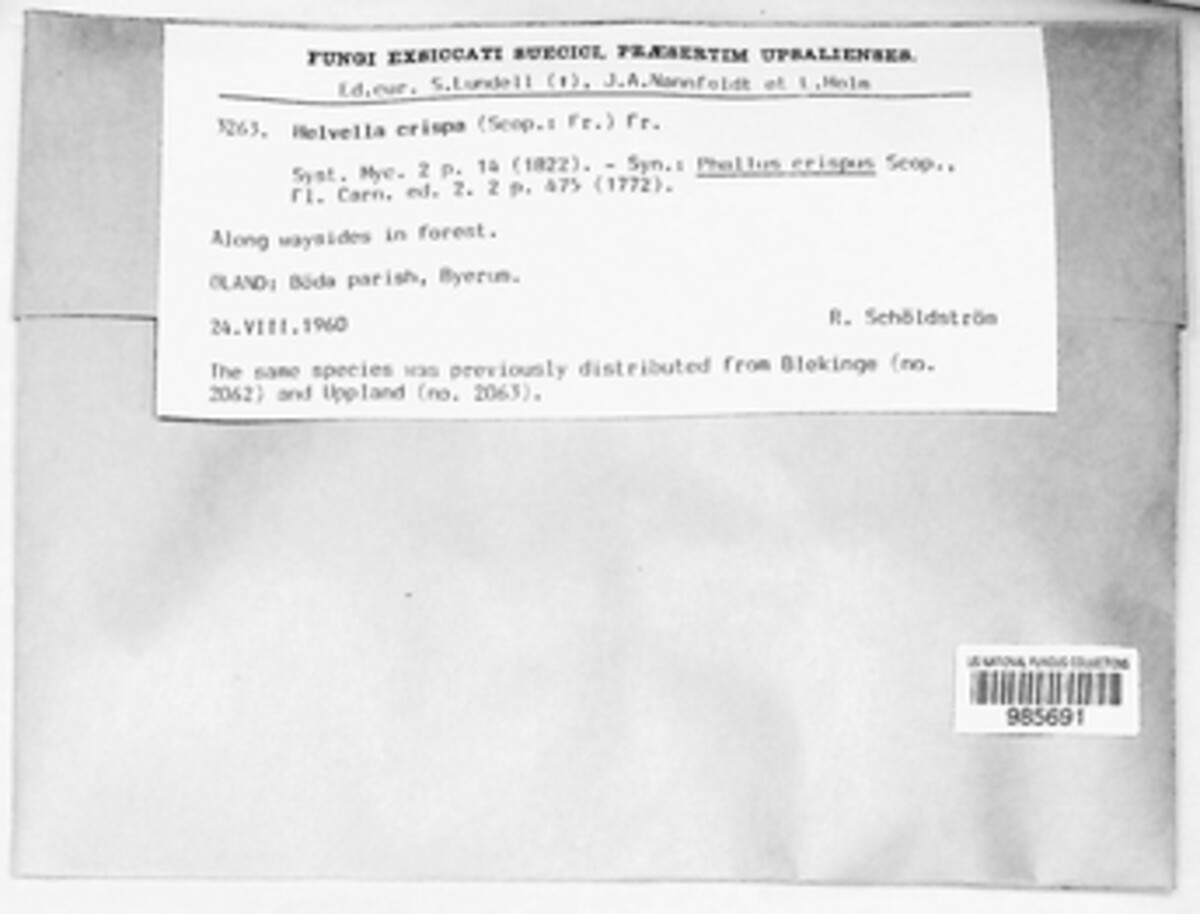 FUNGI EXSICCATI SUECICI, PRÆSERTIM UPSALIENSES.
Ed.cur. S.Lundell (†), J.A.Nannfeldt et L.Holm
3263. Helvella crispa (Scop.: Fr.) Fr.
Syst. Myc. 2 p. 14 (1822). - Syn.: Phallus crispus Scop.,
Fl. Carn. ed. 2. 2 p. 475 (1772).
Along waysides in forest.
ÖLAND: Böda parish, Byerum.
24.VIII.1960 R. Schöldström
The same species was previously distributed from Blekinge (no.
2062) and Uppland (no. 2063).
US NATIONAL FUNGUS COLLECTIONS
985691